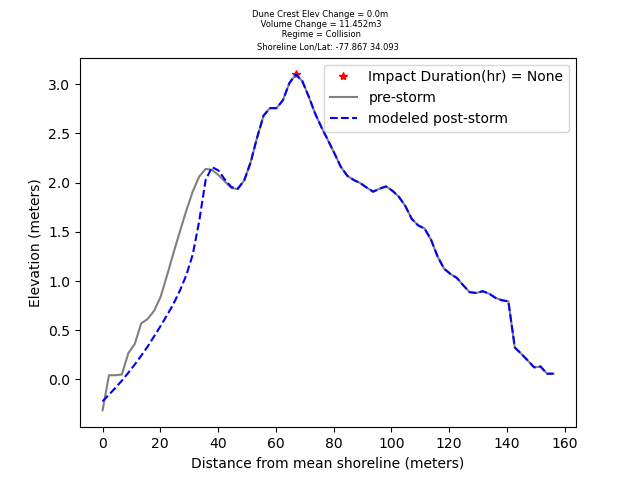 Dune Crest Elev Change = 0.0m
Volume Change = 11.452m3
Regime = Collision
Shoreline Lon/Lat: -77.867 34.093
Impact Duration(hr) = None
pre-storm
modeled post-storm
3.0
2.5
2.0
1.5
1.0
0.5
0.0
Elevation (meters)
0 20 40 60 80 100 120 140 160
Distance from mean shoreline (meters)